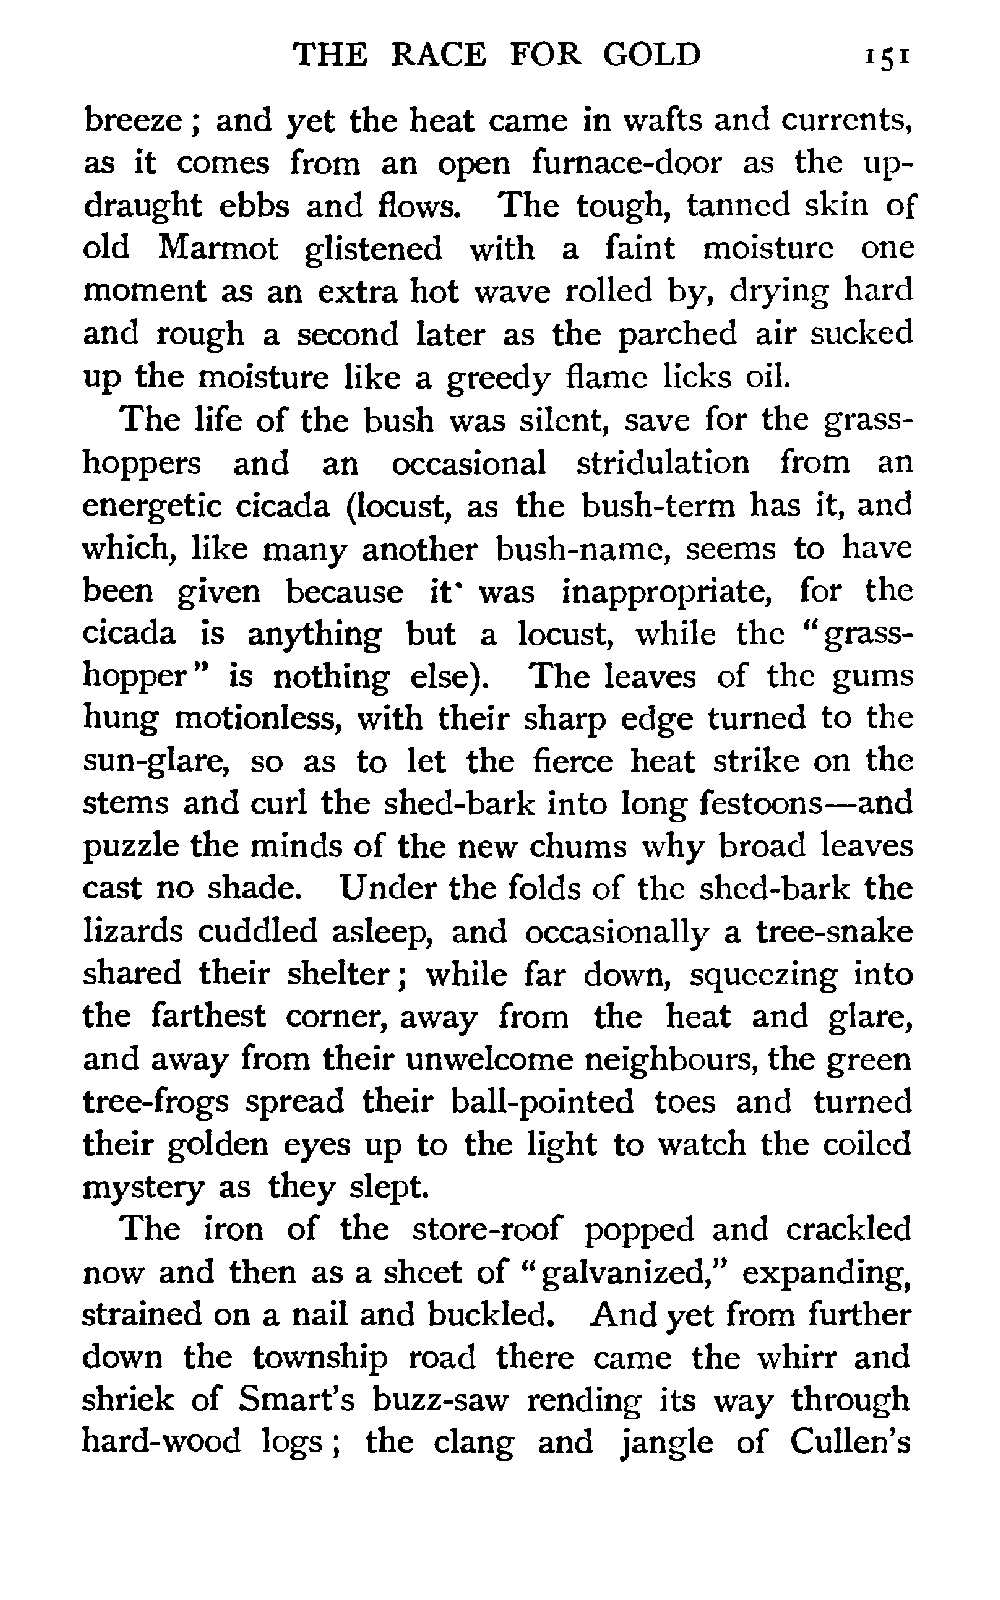 THE RACE FOR GOLD 151
breeze ; and yet the heat came in wafts and currents,
as it comes from an open furnace-door as the up-
draught ebbs and flows. The tough, tanned skin of
old Marmot glistened with a faint moisture one
moment as an extra hot wave rolled by, drying hard
and rough a second later as the parched air sucked
up the moisture like a greedy flame licks oil.
The life of the bush was silent, save for the grass-
hoppers and an occasional stridulation from an
energetic cicada (locust, as the bush-term has it, and
which, like many another bush-name, seems to have
been given because it was inappropriate, for the
cicada is anything but a locust, while the "grass-
hopper" is nothing else). The leaves of the gums
hung motionless, with their sharp edge turned to the
sun-glare, so as to let the fierce heat strike on the
stems and curl the shed-bark into long festoons—and
puzzle the minds of the new chums why broad leaves
cast no shade. Under the folds of the shed-bark the
lizards cuddled asleep, and occasionally a tree-snake
shared their shelter ; while far down, squeezing into
the farthest corner, away from the heat and glare,
and away from their unwelcome neighbours, the green
tree-frogs spread their ball-pointed toes and turned
their golden eyes up to the light to watch the coiled
mystery as they slept.
The iron of the store-roof popped and crackled
now and then as a sheet of "galvanized," expanding,
strained on a nail and buckled. And yet from further
down the township road there came the whirr and
shriek of Smart's buzz-saw rending its way through
hard-wood logs ; the clang and jangle of Cullen's